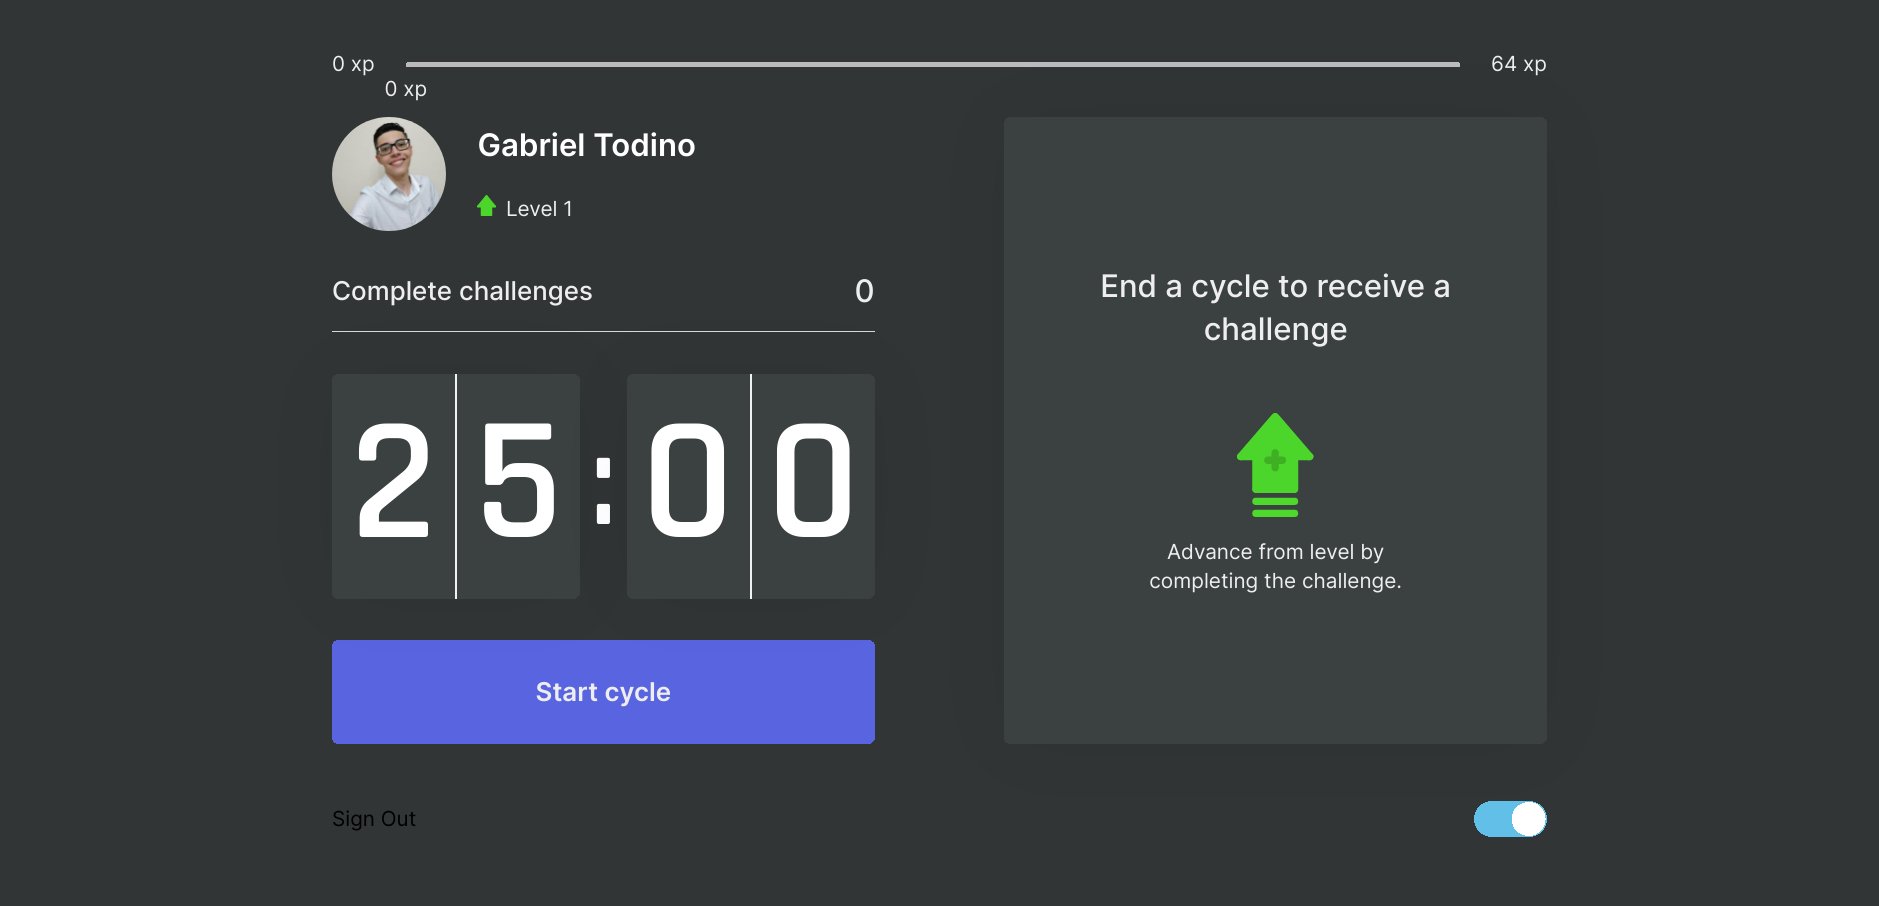 0 xp
64 xp
0 xp
Gabriel Todino
Level 1
Complete challenges 0
25:00
Start cycle
End a cycle to receive a
challenge
Advance from level by
completing the challenge.
Sign Out